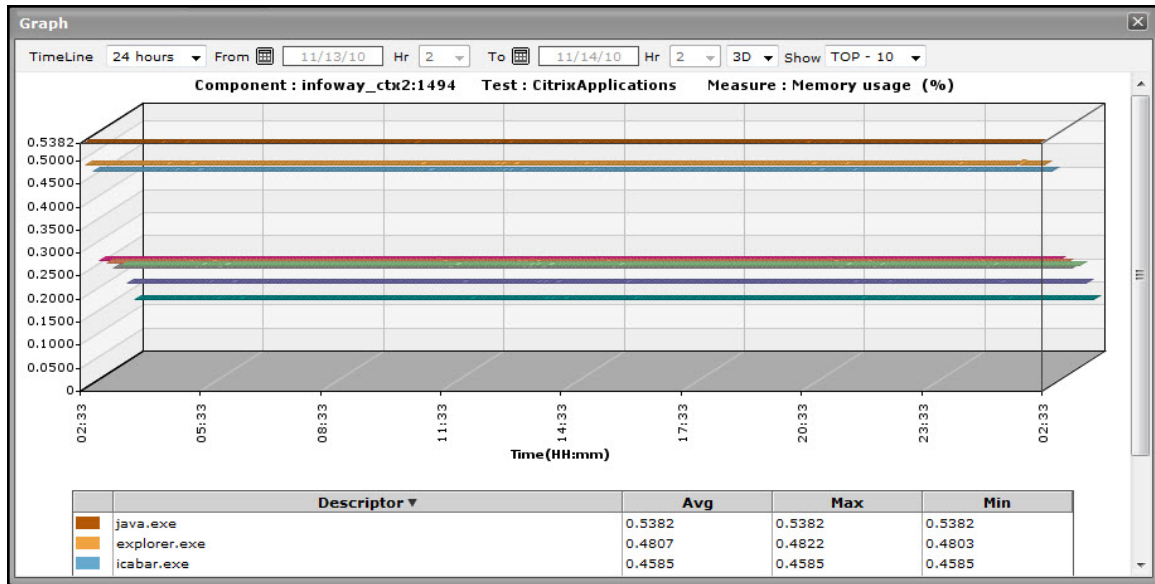 Graph
TimeLine 24 hours From 11/13/10 Hr 2 To 11/14/10 Hr 2 3D Show TOP - 10
Component : infoway_ctx2:1494 Test : CitrixApplications Measure : Memory usage (%)
0.5382
0.5000
0.4500
0.4000
0.3500
0.3000
0.2500
0.2000
0.1500
0.1000
0.0500
0
02:33 05:33 08:33 11:33 14:33 17:33 20:33 23:33 02:33
Time(HH:mm)
Descriptor Avg Max Min
java.exe 0.5382 0.5382 0.5382
explorer.exe 0.4807 0.4822 0.4803
icabar.exe 0.4585 0.4585 0.4585